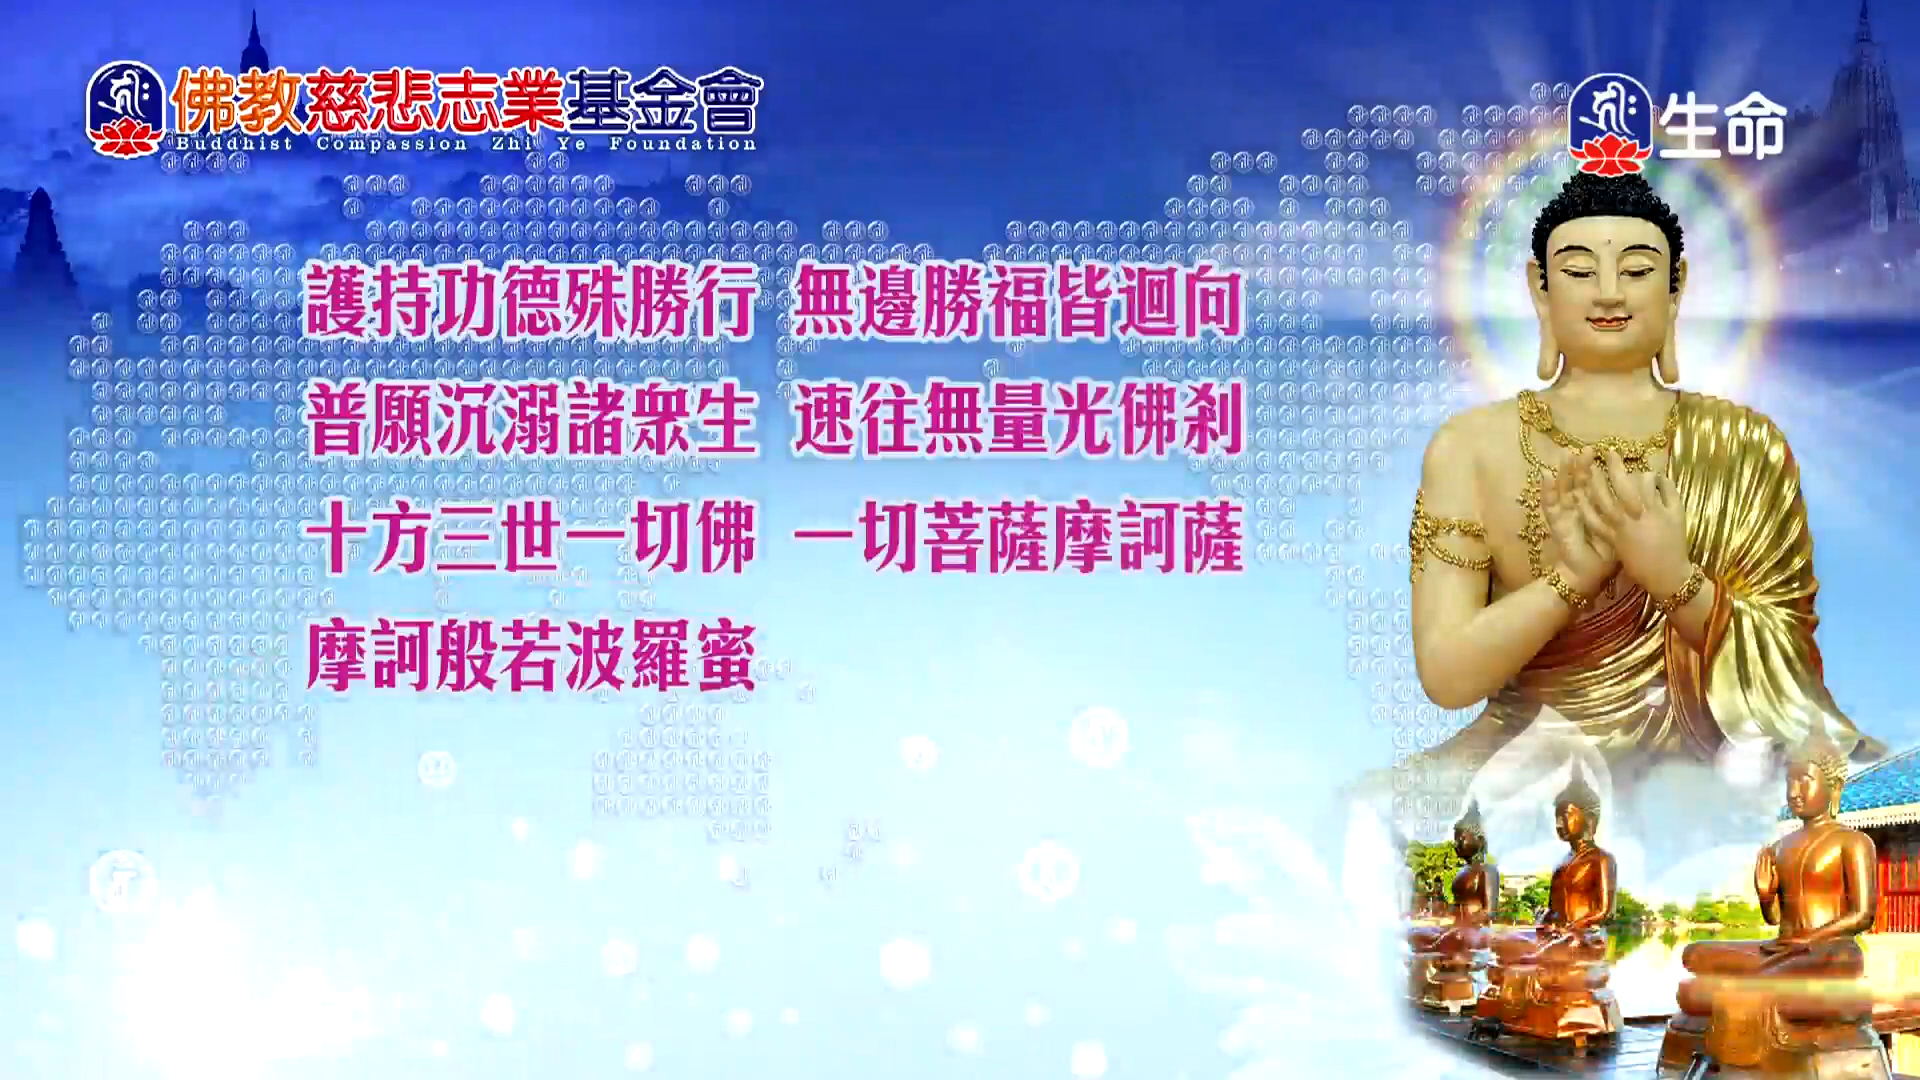 佛教慈悲志業基金會
Buddhist Compassion Zhi Ye Foundation
生命
護持功德殊勝行 無邊勝福皆迴向
普願沉溺諸眾生 速往無量光佛剎
十方三世一切佛 一切菩薩摩訶薩
摩訶般若波羅蜜